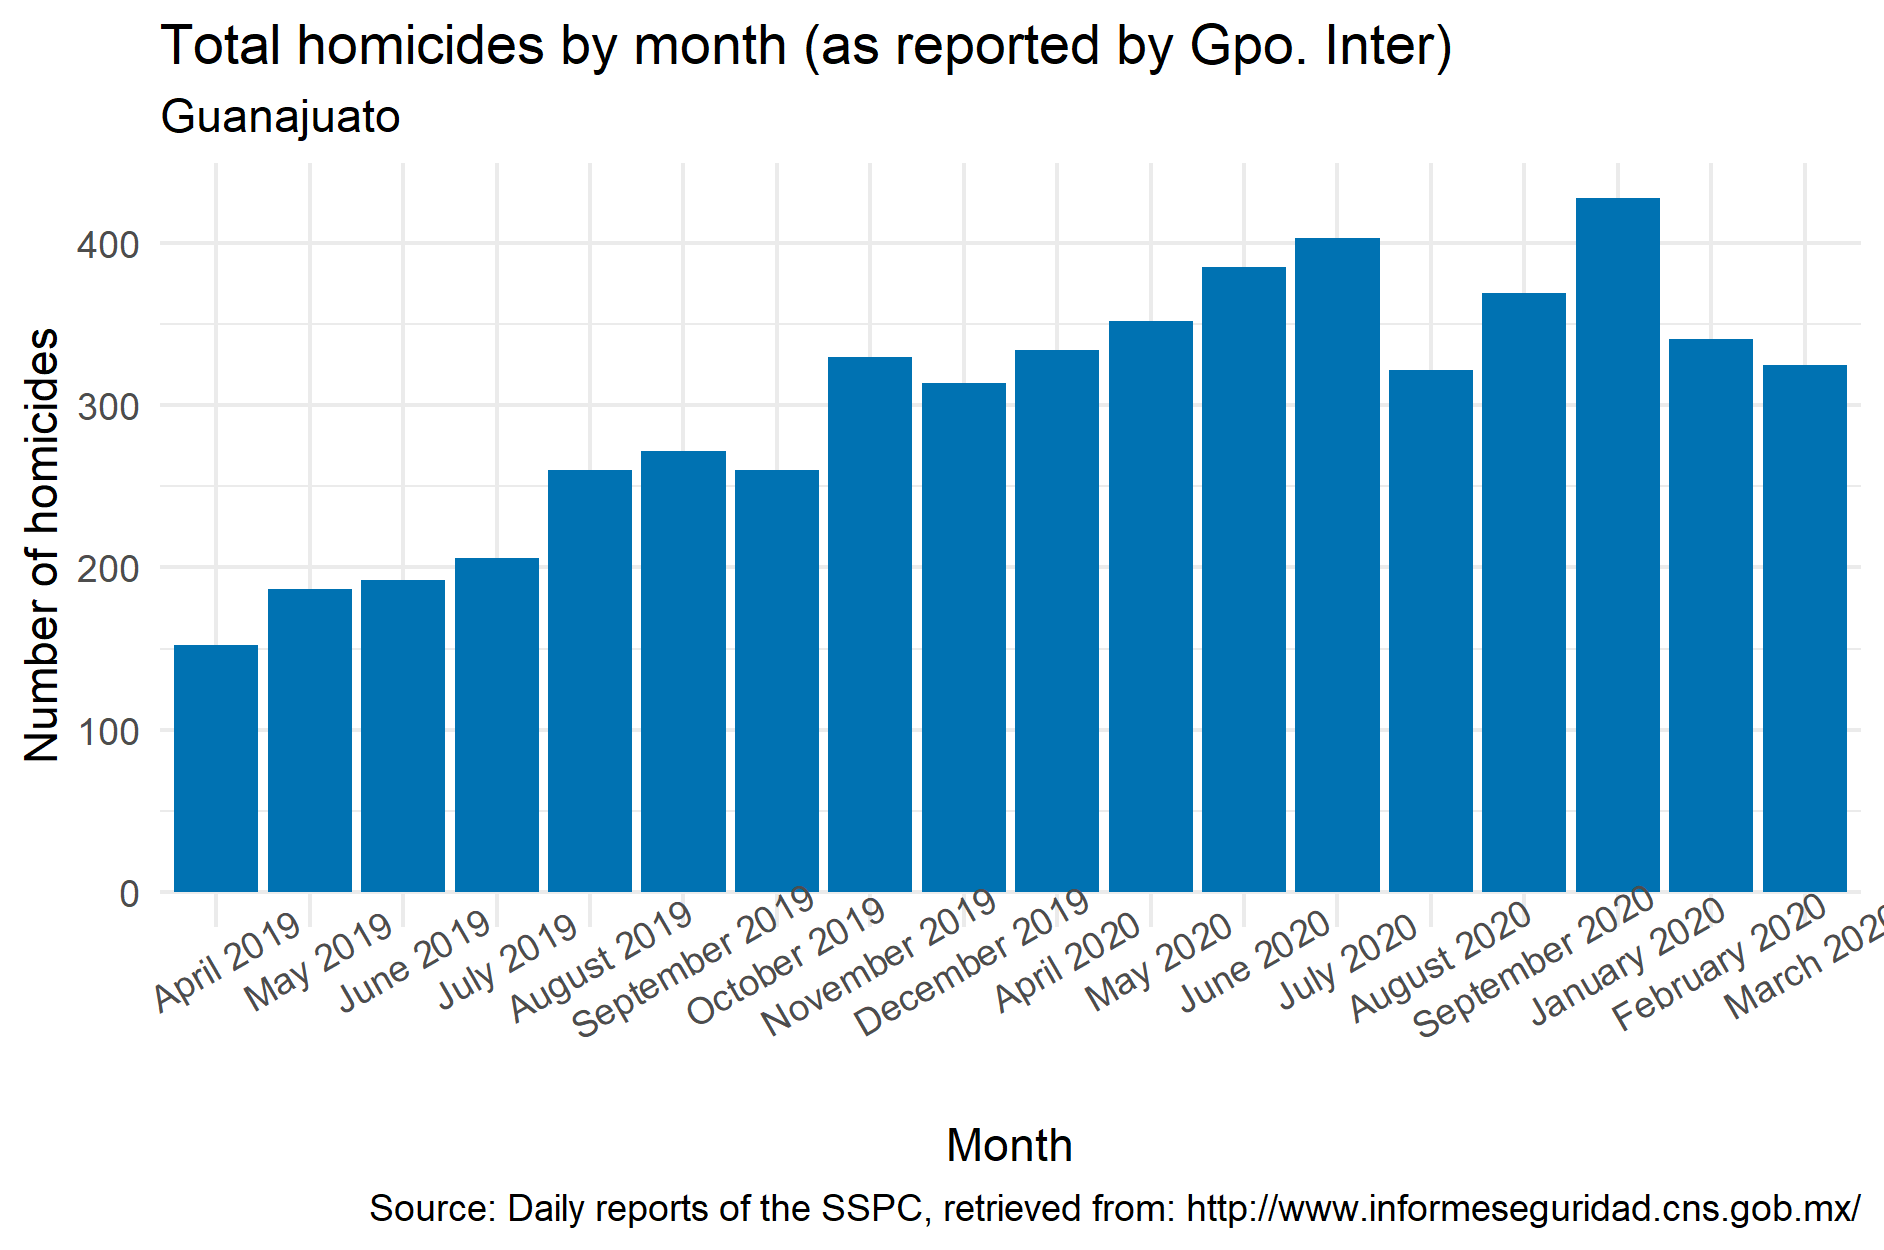 Total homicides by month (as reported by Gpo. Inter)
Guanajuato
Number of homicides
400
300
200
100
0
April 2019
May 2019
June 2019
July 2019
August 2019
September 2019
October 2019
November 2019
December 2019
April 2020
May 2020
June 2020
July 2020
August 2020
September 2020
January 2020
February 2020
March 2020
Month
Source: Daily reports of the SSPC, retrieved from: http://www.informeseguridad.cns.gob.mx/